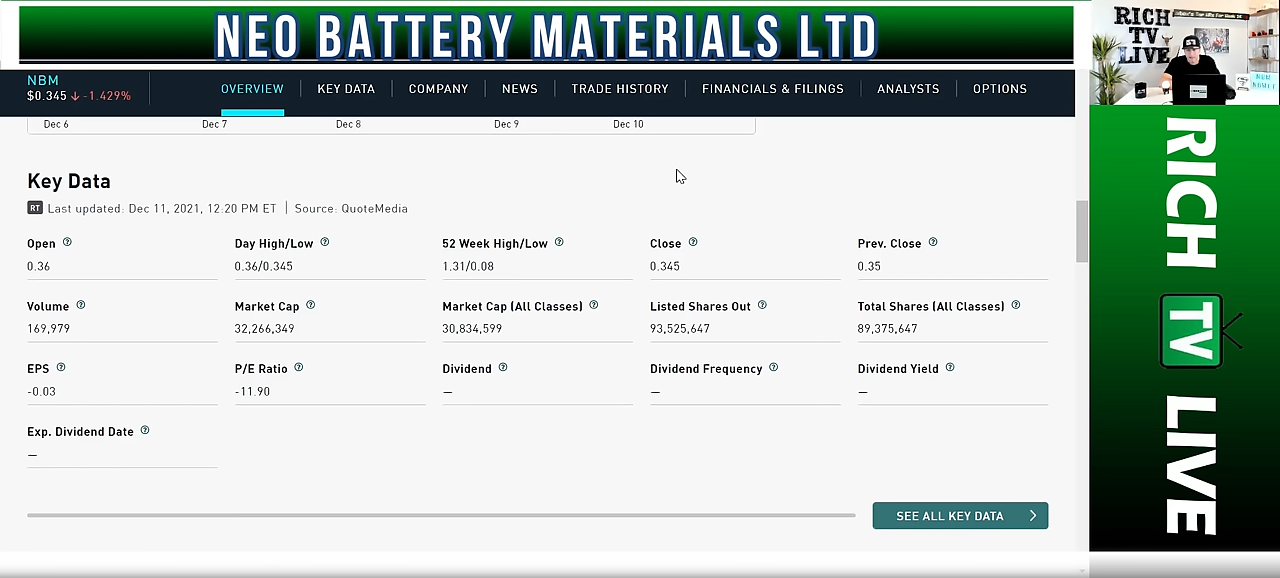 NEO BATTERY MATERIALS LTD
RICH
TV
LIVE
NBM
$0.345 ↓ -1.429%
OVERVIEW KEY DATA COMPANY NEWS TRADE HISTORY FINANCIALS & FILINGS ANALYSTS OPTIONS
Dec 6 Dec 7 Dec 8 Dec 9 Dec 10
Key Data
RT Last updated: Dec 11, 2021, 12:20 PM ET | Source: QuoteMedia
Open Day High/Low 52 Week High/Low Close Prev. Close
0.36 0.36/0.345 1.31/0.08 0.345 0.35
Volume Market Cap Market Cap (All Classes) Listed Shares Out Total Shares (All Classes)
169,979 32,266,349 30,834,599 93,525,647 89,375,647
EPS P/E Ratio Dividend Dividend Frequency Dividend Yield
-0.03 -11.90 — — —
Exp. Dividend Date
—
SEE ALL KEY DATA
RICH TV LIVE